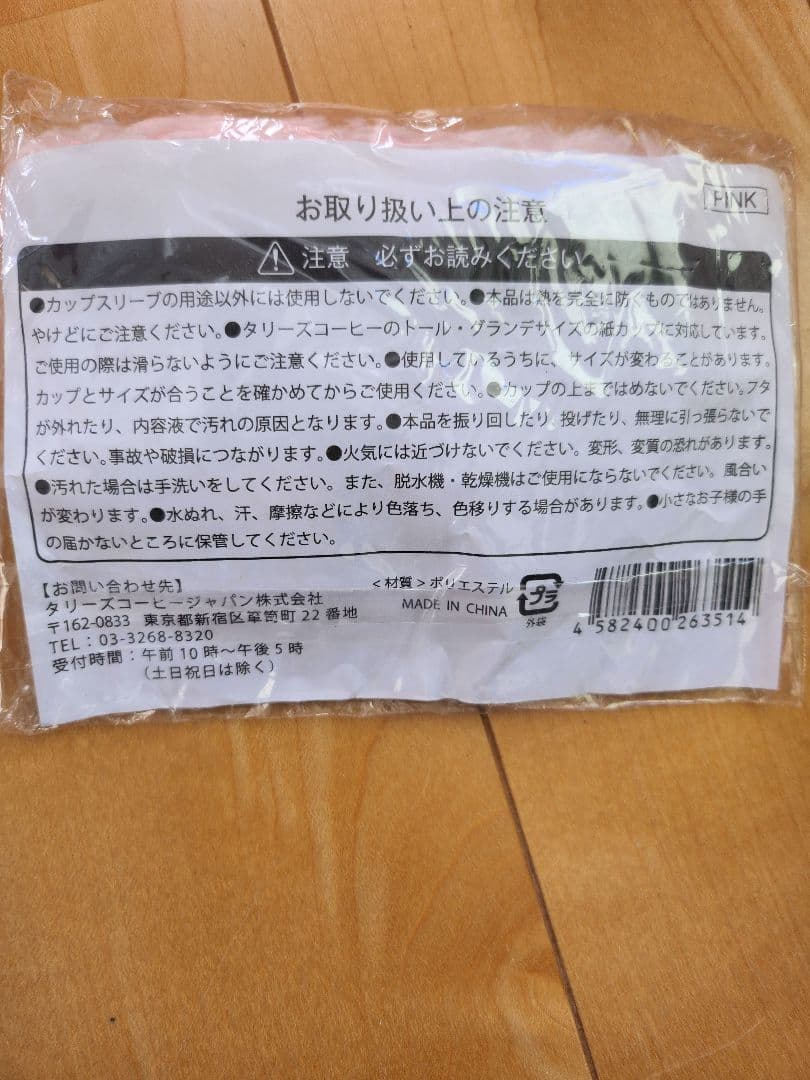 お取り扱い上の注意
PINK
注意 必ずお読みください
●カップスリーブの用途以外には使用しないでください。●本品は熱を完全に防ぐものではありません。
やけどにご注意ください。●タリーズコーヒーのトール・グランデサイズの紙カップに対応しています。
ご使用の際は滑らないようにご注意ください。●使用しているうちに、サイズが変わることがあります。
カップとサイズが合うことを確かめてからご使用ください。●カップの上まではめないでください。フタ
が外れたり、内容液で汚れの原因となります。●本品を振り回したり、投げたり、無理に引っ張らないで
ください。事故や破損につながります。●火気には近づけないでください。変形、変質の恐れがあります。
●汚れた場合は手洗いをしてください。また、脱水機・乾燥機はご使用にならないでください。風合い
が変わります。●水ぬれ、汗、摩擦などにより色落ち、色移りする場合があります。●小さなお子様の手
の届かないところに保管してください。
【お問い合わせ先】
タリーズコーヒージャパン株式会社
〒162-0833 東京都新宿区箪笥町22番地
TEL:03-3268-8320
受付時間:午前10時〜午後5時
(土日祝日は除く)
<材質>ポリエステル
MADE IN CHINA
プラ
外袋
4 582400 263514